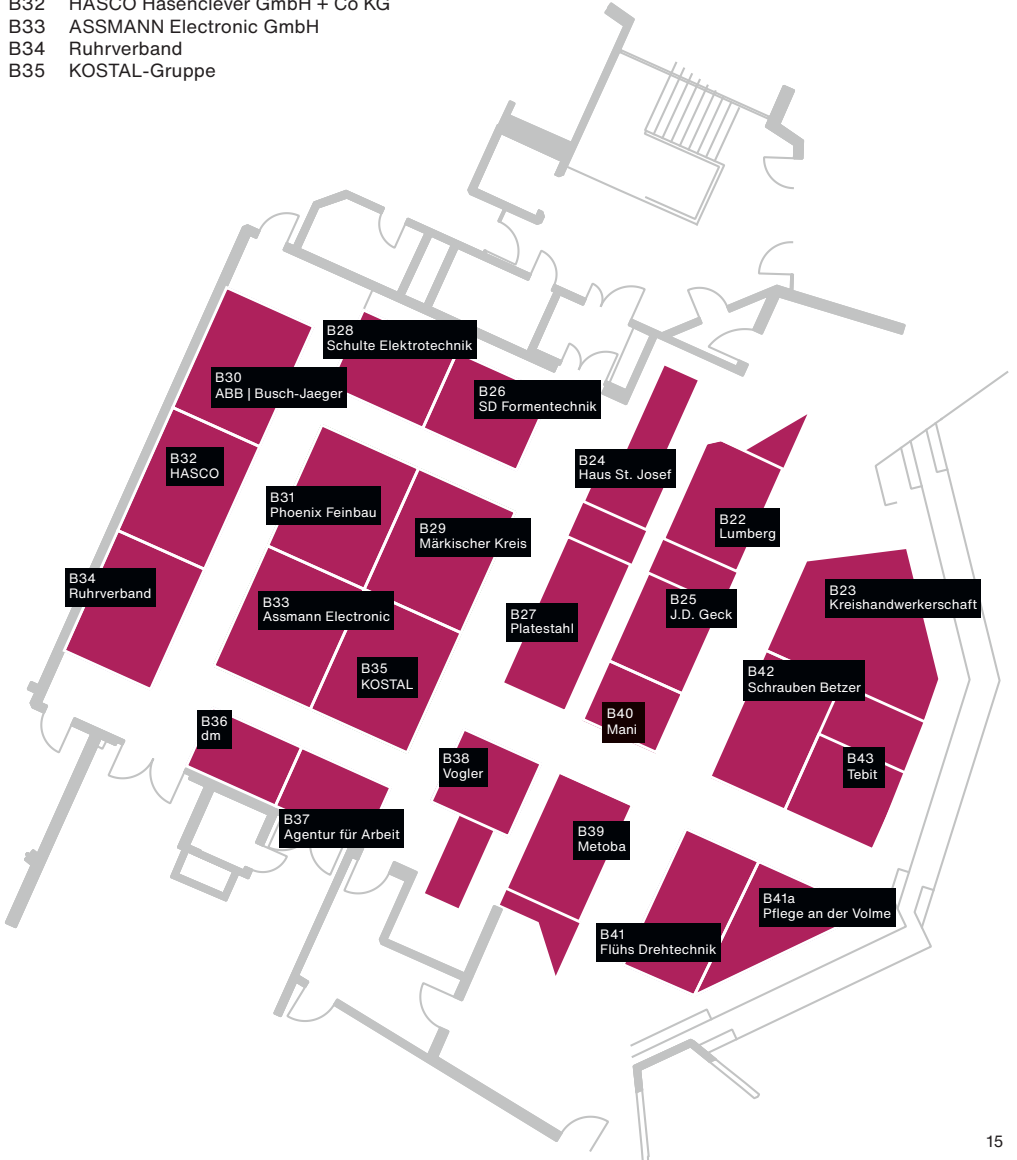 B32 HASCO Hasenclever GmbH + Co KG
B33 ASSMANN Electronic GmbH
B34 Ruhrverband
B35 KOSTAL-Gruppe
B28
Schulte Elektrotechnik
B30
ABB | Busch-Jaeger
B26
SD Formentechnik
B32
HASCO
B24
Haus St. Josef
B31
Phoenix Feinbau
B29
Märkischer Kreis
B22
Lumberg
B34
Ruhrverband
B33
Assmann Electronic
B27
Platestahl
B25
J.D. Geck
B23
Kreishandwerkerschaft
B35
KOSTAL
B42
Schrauben Betzer
B36
dm
B40
Mani
B38
Vogler
B43
Tebit
B37
Agentur für Arbeit
B39
Metoba
B41a
Pflege an der Volme
B41
Flühs Drehtechnik
15